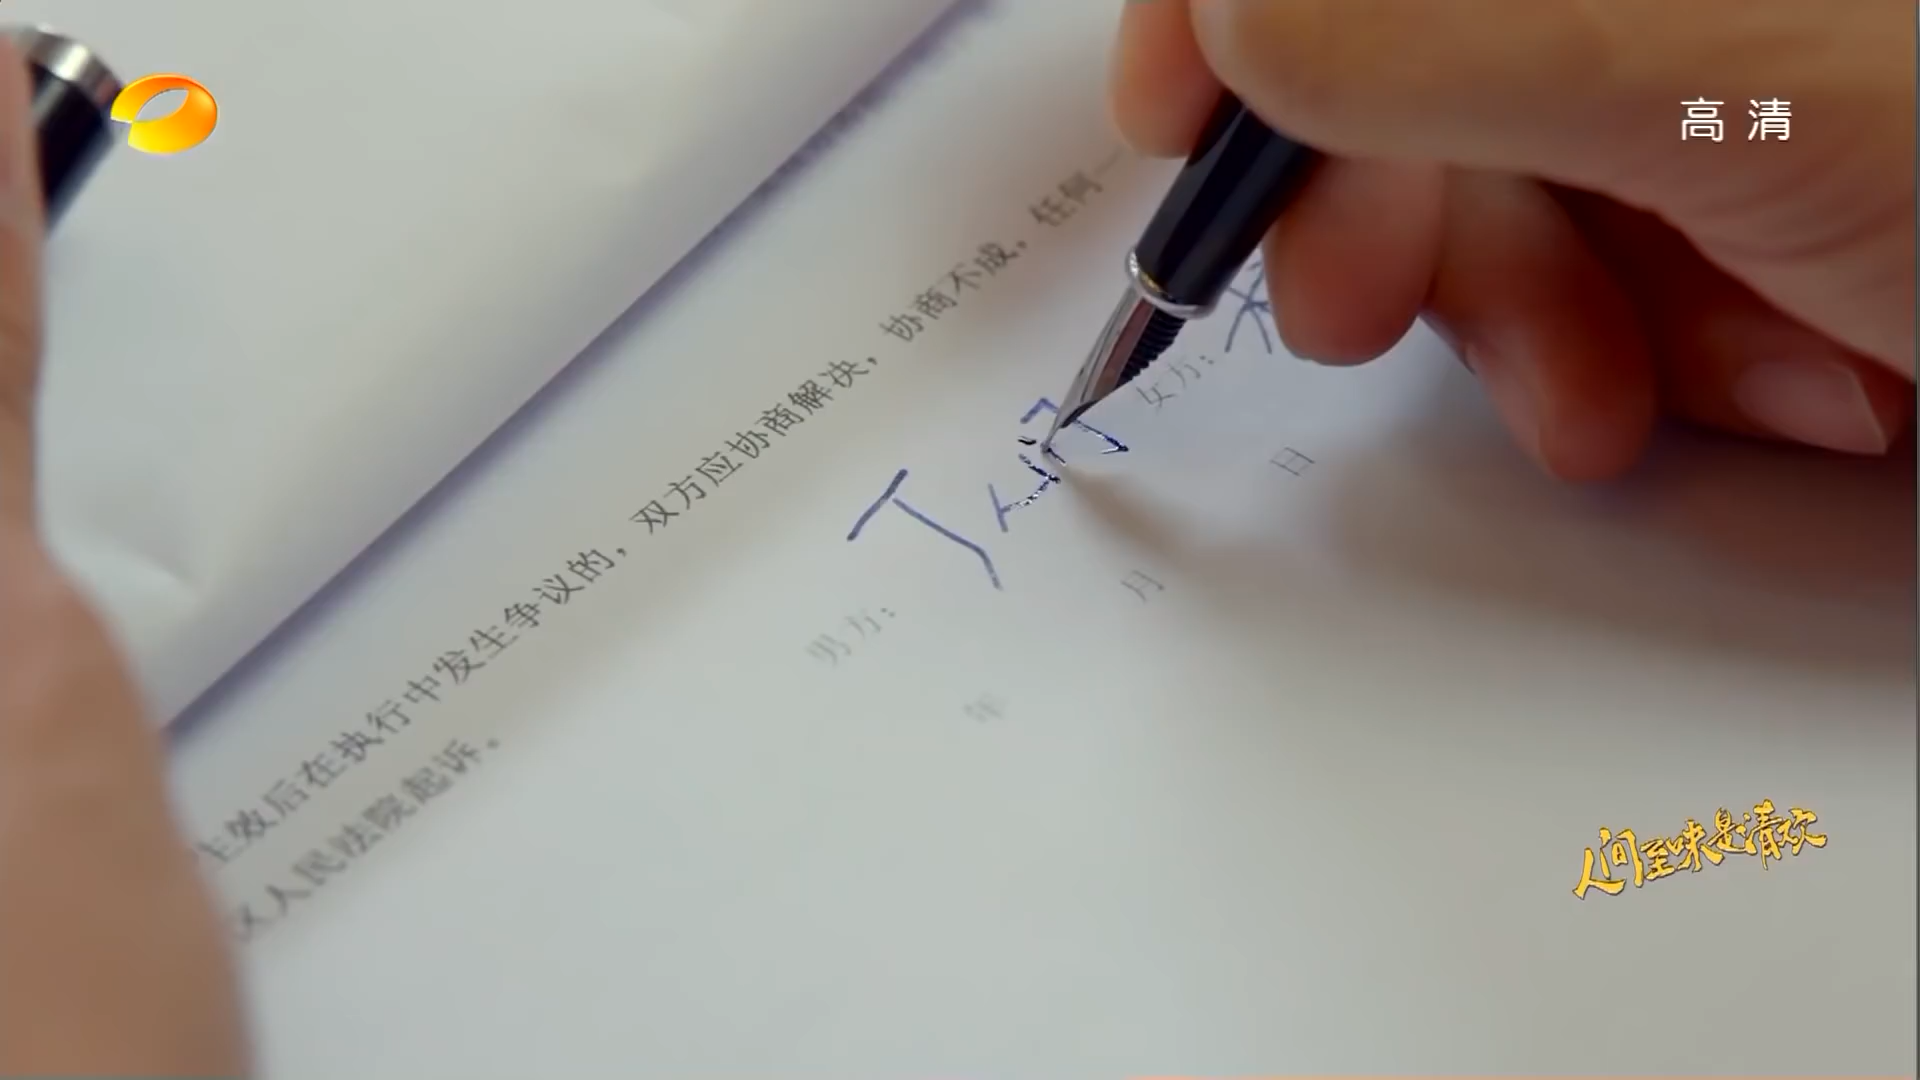 高清
生效后在执行中发生争议的，双方应协商解决，协商不成，任何一
人民法院起诉。
男方：丁 女方：
年 月 日
人间至味是清欢